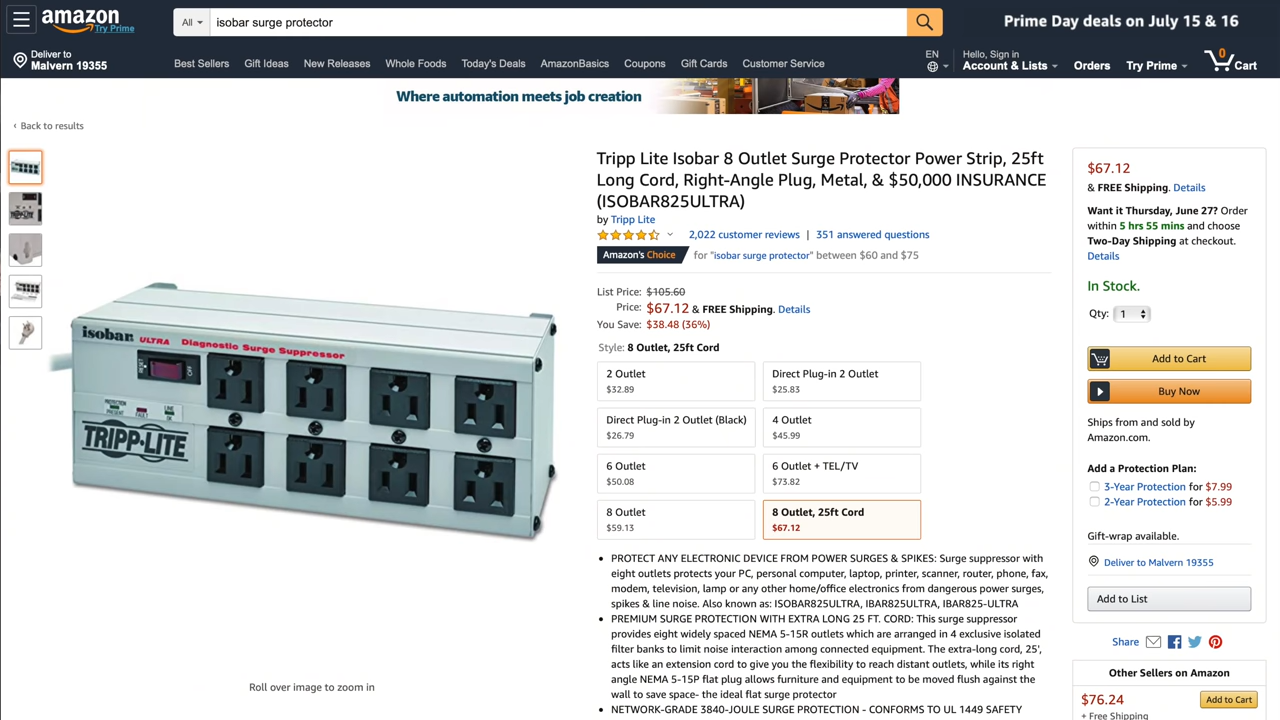 amazon
Try Prime
All
isobar surge protector
Prime Day deals on July 15 & 16
Deliver to
Malvern 19355
Best Sellers
Gift Ideas
New Releases
Whole Foods
Today's Deals
AmazonBasics
Coupons
Gift Cards
Customer Service
EN
Hello, Sign in
Account & Lists
Orders
Try Prime
0
Cart
Where automation meets job creation
‹ Back to results
isobar ULTRA Diagnostic Surge Suppressor
RESET
OFF
PROTECTION PRESENT
FAULT
LINE OK
TRIPP·LITE
Roll over image to zoom in
Tripp Lite Isobar 8 Outlet Surge Protector Power Strip, 25ft
Long Cord, Right-Angle Plug, Metal, & $50,000 INSURANCE
(ISOBAR825ULTRA)
by Tripp Lite
2,022 customer reviews | 351 answered questions
Amazon's Choice for "isobar surge protector" between $60 and $75
List Price: $105.60
Price: $67.12 & FREE Shipping. Details
You Save: $38.48 (36%)
Style: 8 Outlet, 25ft Cord
2 Outlet
$32.89
Direct Plug-in 2 Outlet
$25.83
Direct Plug-in 2 Outlet (Black)
$26.79
4 Outlet
$45.99
6 Outlet
$50.08
6 Outlet + TEL/TV
$73.82
8 Outlet
$59.13
8 Outlet, 25ft Cord
$67.12
• PROTECT ANY ELECTRONIC DEVICE FROM POWER SURGES & SPIKES: Surge suppressor with
eight outlets protects your PC, personal computer, laptop, printer, scanner, router, phone, fax,
modem, television, lamp or any other home/office electronics from dangerous power surges,
spikes & line noise. Also known as: ISOBAR825ULTRA, IBAR825ULTRA, IBAR825-ULTRA
• PREMIUM SURGE PROTECTION WITH EXTRA LONG 25 FT. CORD: This surge suppressor
provides eight widely spaced NEMA 5-15R outlets which are arranged in 4 exclusive isolated
filter banks to limit noise interaction among connected equipment. The extra-long cord, 25',
acts like an extension cord to give you the flexibility to reach distant outlets, while its right
angle NEMA 5-15P flat plug allows furniture and equipment to be moved flush against the
wall to save space- the ideal flat surge protector
• NETWORK-GRADE 3840-JOULE SURGE PROTECTION - CONFORMS TO UL 1449 SAFETY
$67.12
& FREE Shipping. Details
Want it Thursday, June 27? Order
within 5 hrs 55 mins and choose
Two-Day Shipping at checkout.
Details
In Stock.
Qty: 1
Add to Cart
Buy Now
Ships from and sold by
Amazon.com.
Add a Protection Plan:
3-Year Protection for $7.99
2-Year Protection for $5.99
Gift-wrap available.
Deliver to Malvern 19355
Add to List
Share
Other Sellers on Amazon
$76.24
Add to Cart
+ Free Shipping